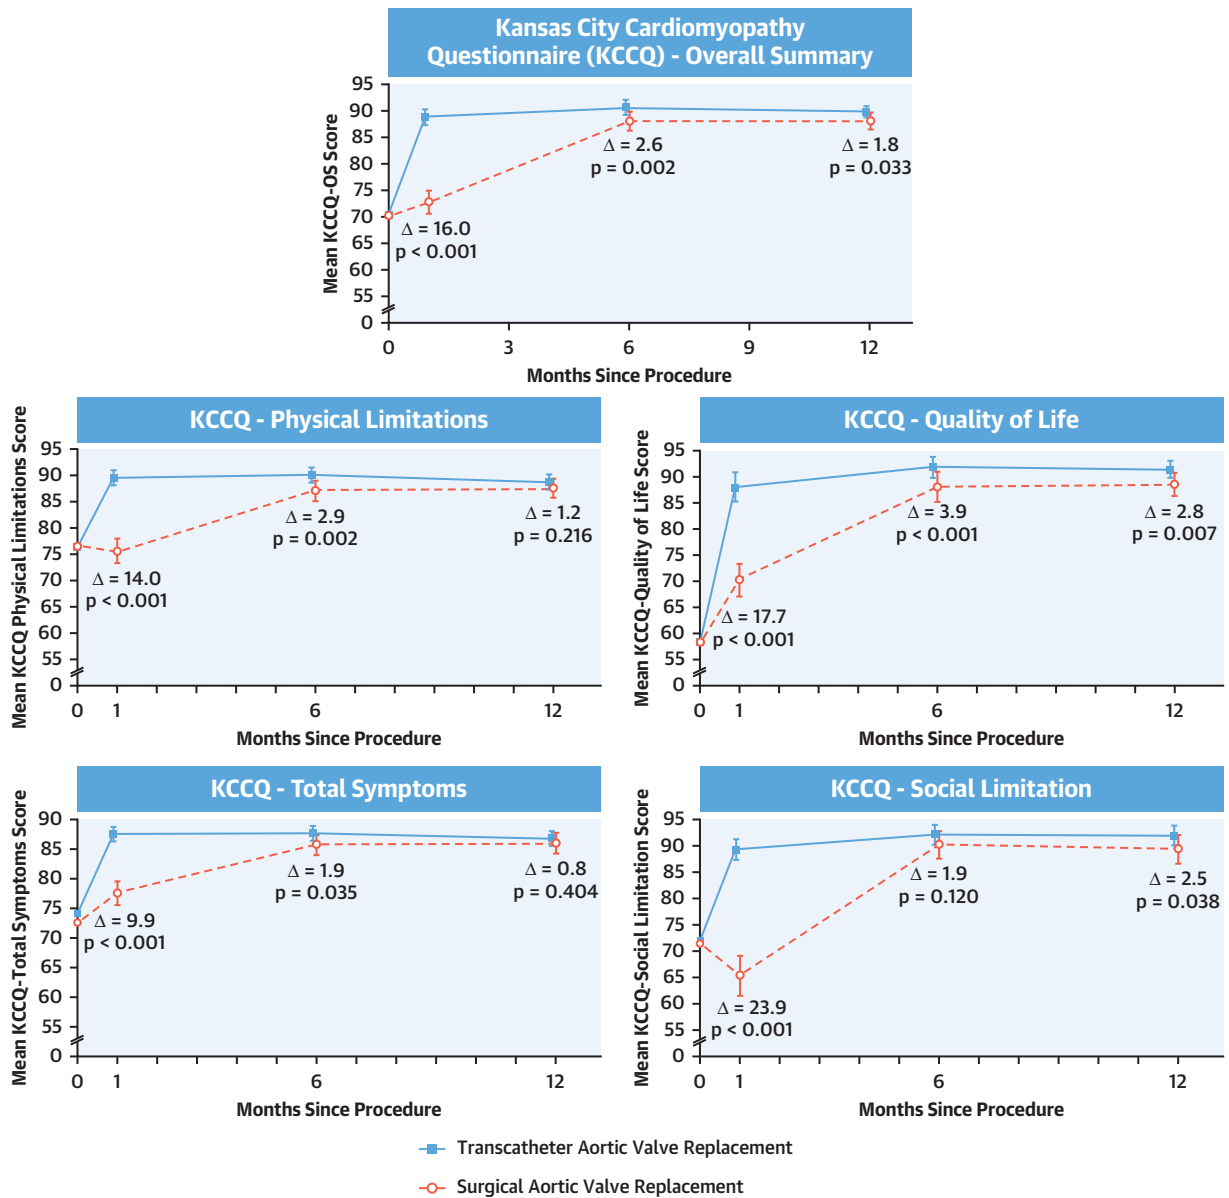 Kansas City Cardiomyopathy
Questionnaire (KCCQ) - Overall Summary
Mean KCCQ-OS Score
95
90
85
80
75
70
65
60
55
0
Δ = 16.0
p < 0.001
Δ = 2.6
p = 0.002
Δ = 1.8
p = 0.033
0 3 6 9 12
Months Since Procedure
KCCQ - Physical Limitations
Mean KCCQ Physical Limitations Score
95
90
85
80
75
70
65
60
55
0
Δ = 14.0
p < 0.001
Δ = 2.9
p = 0.002
Δ = 1.2
p = 0.216
0 1 6 12
Months Since Procedure
KCCQ - Quality of Life
Mean KCCQ-Quality of Life Score
95
90
85
80
75
70
65
60
55
0
Δ = 17.7
p < 0.001
Δ = 3.9
p < 0.001
Δ = 2.8
p = 0.007
0 1 6 12
Months Since Procedure
KCCQ - Total Symptoms
Mean KCCQ-Total Symptoms Score
90
85
80
75
70
65
60
55
0
Δ = 9.9
p < 0.001
Δ = 1.9
p = 0.035
Δ = 0.8
p = 0.404
0 1 6 12
Months Since Procedure
KCCQ - Social Limitation
Mean KCCQ-Social Limitation Score
95
90
85
80
75
70
65
60
55
0
Δ = 23.9
p < 0.001
Δ = 1.9
p = 0.120
Δ = 2.5
p = 0.038
0 1 6 12
Months Since Procedure
Transcatheter Aortic Valve Replacement
Surgical Aortic Valve Replacement